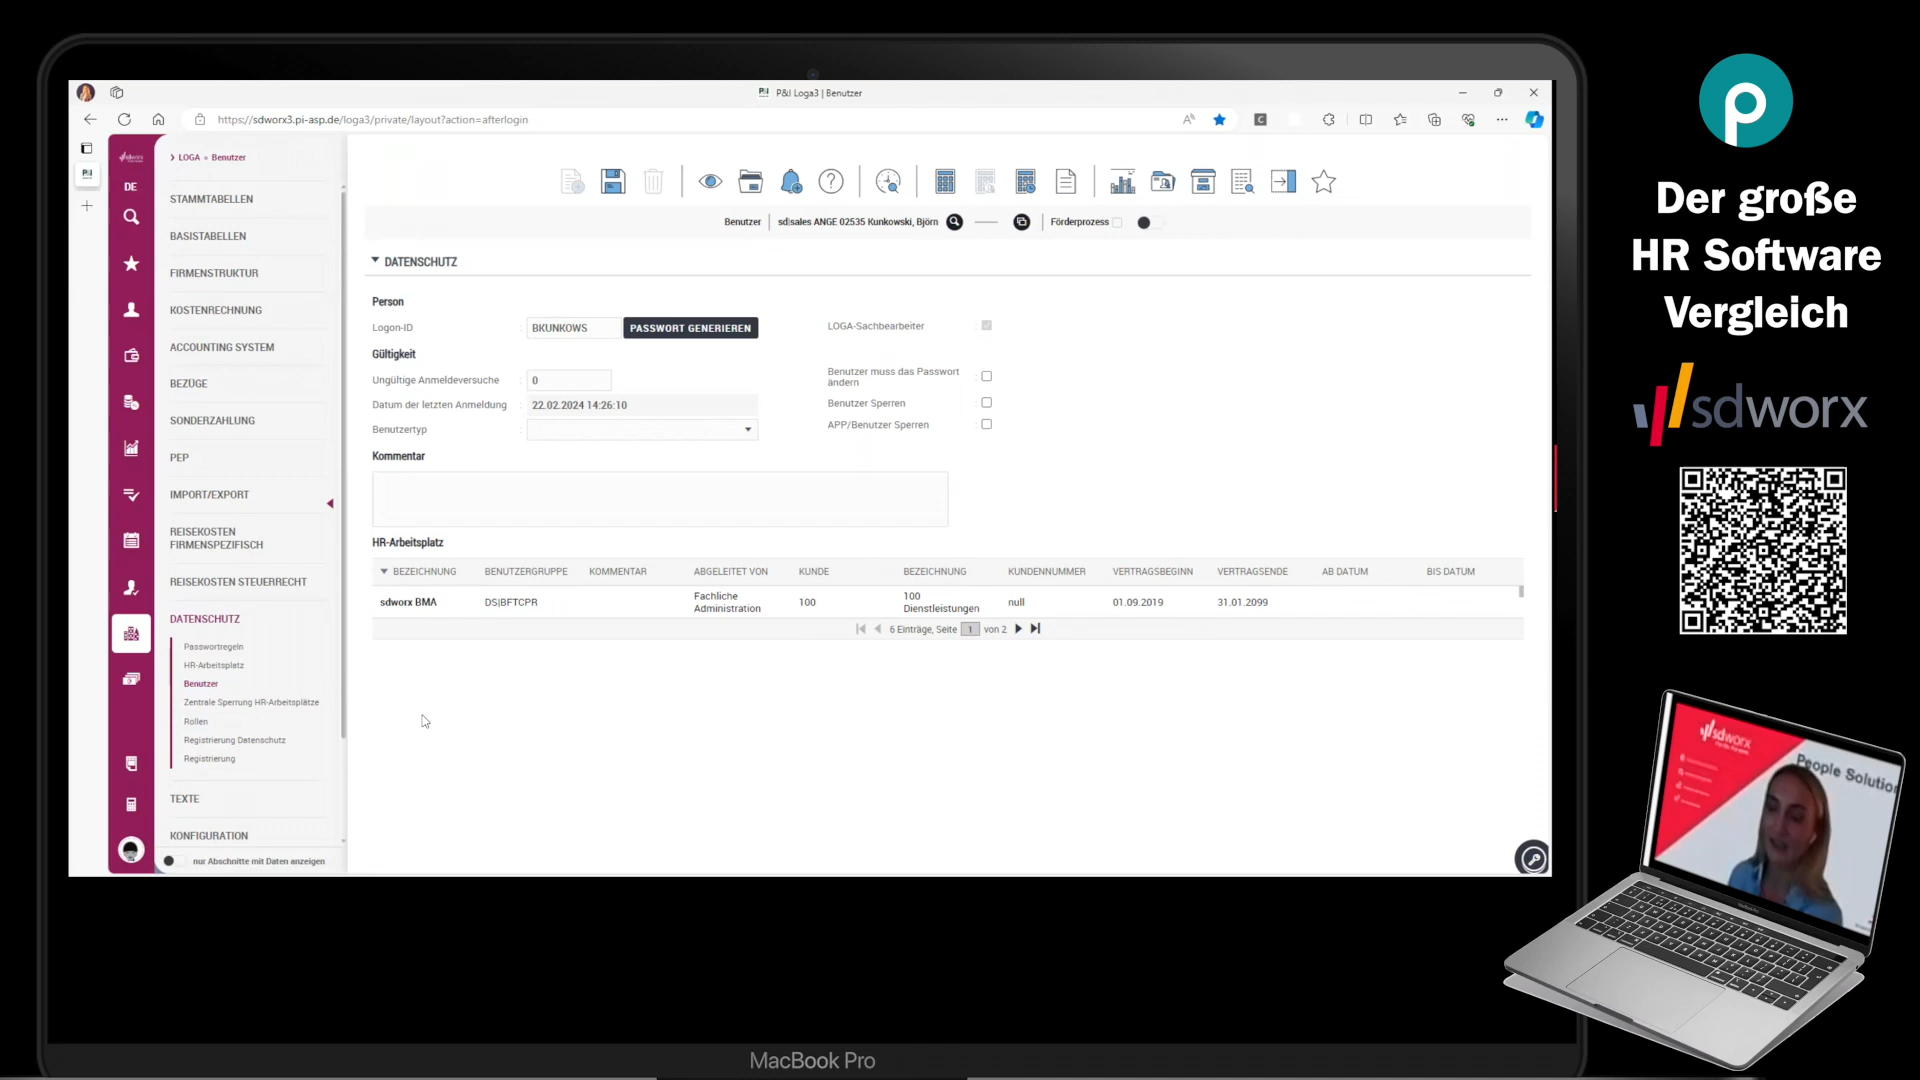 P&I Loga3 | Benutzer
https://sdworx3.pi-asp.de/loga3/private/layout?action=afterlogin
sdworx
DE
LOGA » Benutzer
STAMMTABELLEN
BASISTABELLEN
FIRMENSTRUKTUR
KOSTENRECHNUNG
ACCOUNTING SYSTEM
BEZÜGE
SONDERZAHLUNG
PEP
IMPORT/EXPORT
REISEKOSTEN
FIRMENSPEZIFISCH
REISEKOSTEN STEUERRECHT
DATENSCHUTZ
Passwortregeln
HR-Arbeitsplatz
Benutzer
Zentrale Sperrung HR-Arbeitsplätze
Rollen
Registrierung Datenschutz
Registrierung
TEXTE
KONFIGURATION
nur Abschnitte mit Daten anzeigen
Benutzer sd|sales ANGE 02535 Kunkowski, Björn Förderprozess
DATENSCHUTZ
Person
Logon-ID : BKUNKOWS PASSWORT GENERIEREN LOGA-Sachbearbeiter :
Gültigkeit
Ungültige Anmeldeversuche : 0 Benutzer muss das Passwort
ändern :
Datum der letzten Anmeldung : 22.02.2024 14:26:10 Benutzer Sperren :
Benutzertyp : APP/Benutzer Sperren :
Kommentar
HR-Arbeitsplatz
BEZEICHNUNG BENUTZERGRUPPE KOMMENTAR ABGELEITET VON KUNDE BEZEICHNUNG KUNDENNUMMER VERTRAGSBEGINN VERTRAGSENDE AB DATUM BIS DATUM
sdworx BMA DS|BFTCPR Fachliche Administration 100 100 Dienstleistungen null 01.09.2019 31.01.2099
6 Einträge, Seite 1 von 2
MacBook Pro
p
Der große
HR Software
Vergleich
sdworx
sdworx
People Solution